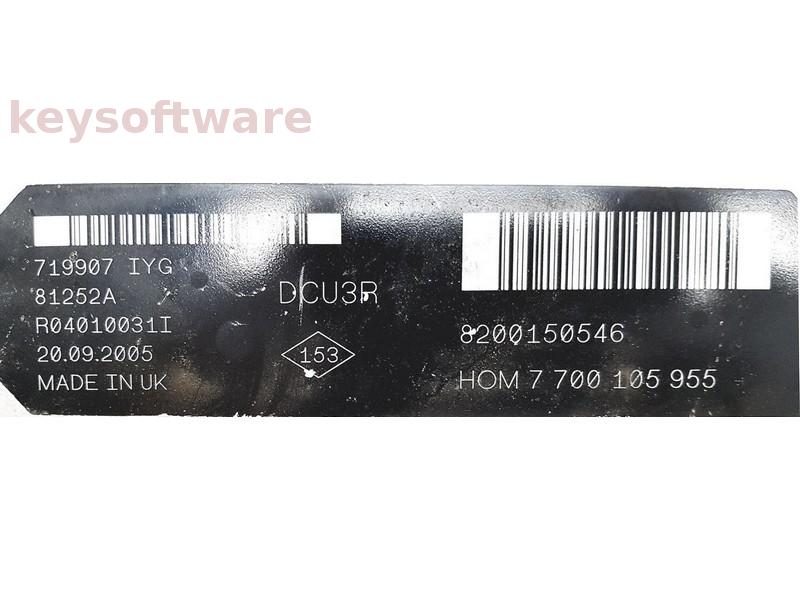 keysoftware
719907 IYG
81252A
R04010031I
20.09.2005
MADE IN UK
DCU3R
153
8200150546
HOM 7 700 105 955